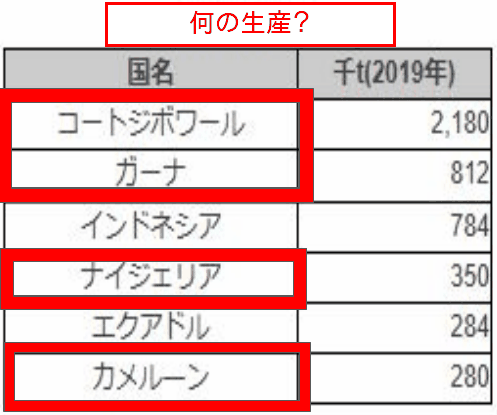 何の生産?
国名 千t(2019年)
コートジボワール 2,180
ガーナ 812
インドネシア 784
ナイジェリア 350
エクアドル 284
カメルーン 280